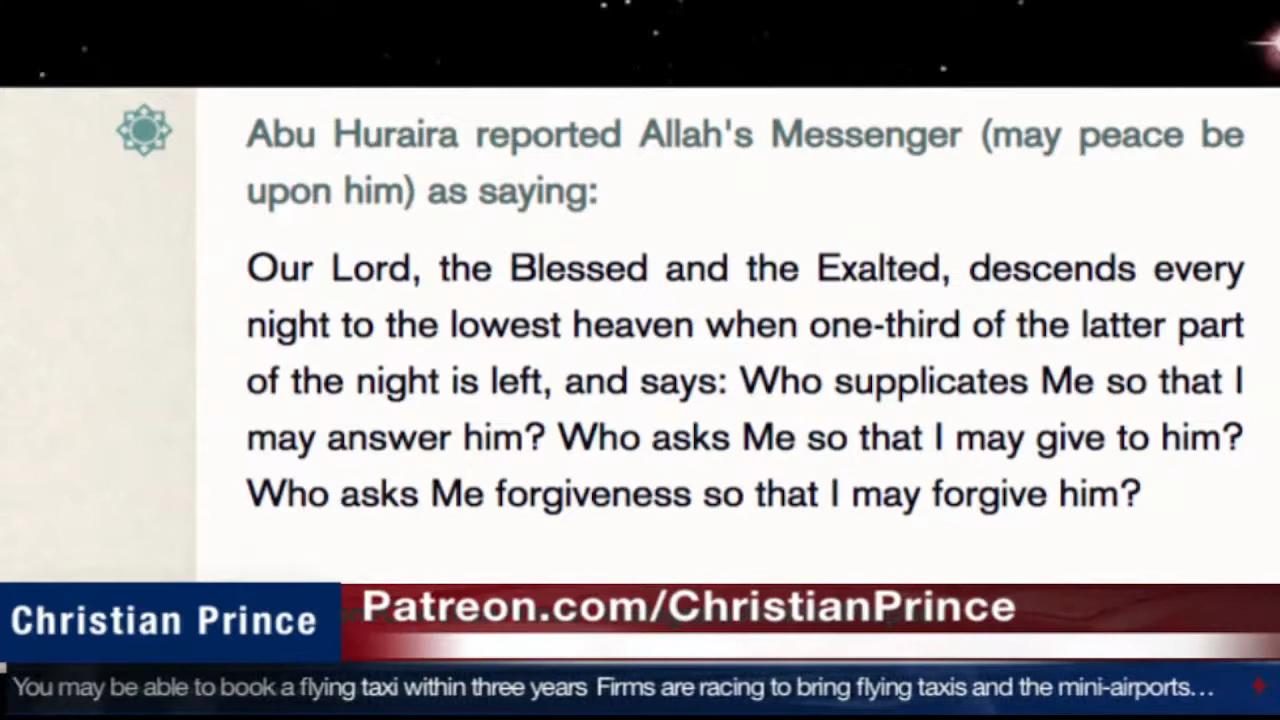 Abu Huraira reported Allah's Messenger (may peace be
upon him) as saying:
Our Lord, the Blessed and the Exalted, descends every
night to the lowest heaven when one-third of the latter part
of the night is left, and says: Who supplicates Me so that I
may answer him? Who asks Me so that I may give to him?
Who asks Me forgiveness so that I may forgive him?
Christian Prince
Patreon.com/ChristianPrince
You may be able to book a flying taxi within three years Firms are racing to bring flying taxis and the mini-airports...